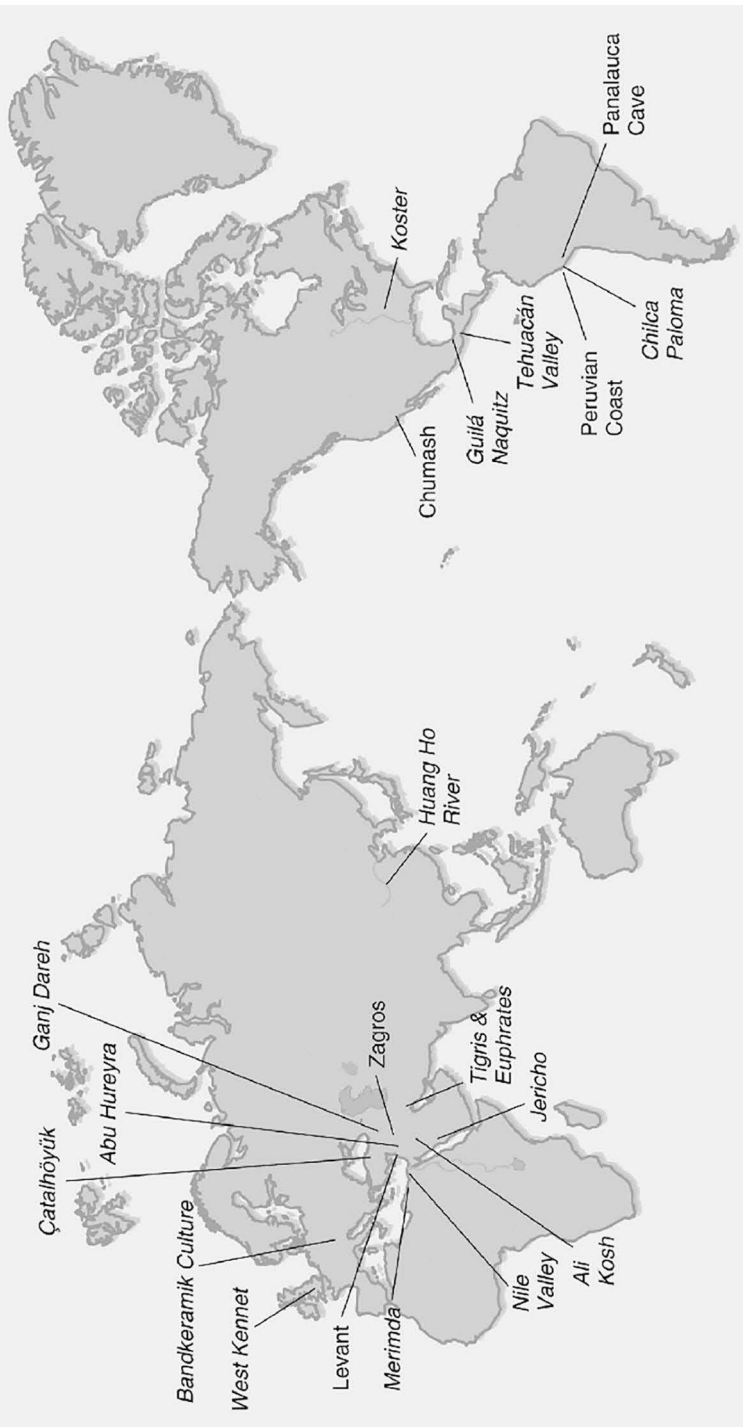 Çatalhöyük
Abu Hureyra
Ganj Dareh
Bandkeramik Culture
West Kennet
Levant
Merimda
Zagros
Nile
Valley
Ali
Kosh
Jericho
Tigris &
Euphrates
Huang Ho
River
Chumash
Koster
Guilá
Naquitz
Tehuacán
Valley
Peruvian
Coast
Chilca
Paloma
Panalauca
Cave